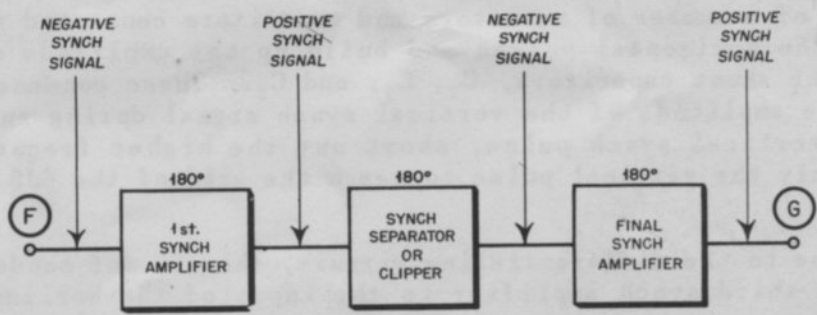 NEGATIVE
SYNCH
SIGNAL
POSITIVE
SYNCH
SIGNAL
NEGATIVE
SYNCH
SIGNAL
POSITIVE
SYNCH
SIGNAL
180°
180°
180°
F
1st.
SYNCH
AMPLIFIER
SYNCH
SEPARATOR
OR
CLIPPER
FINAL
SYNCH
AMPLIFIER
G